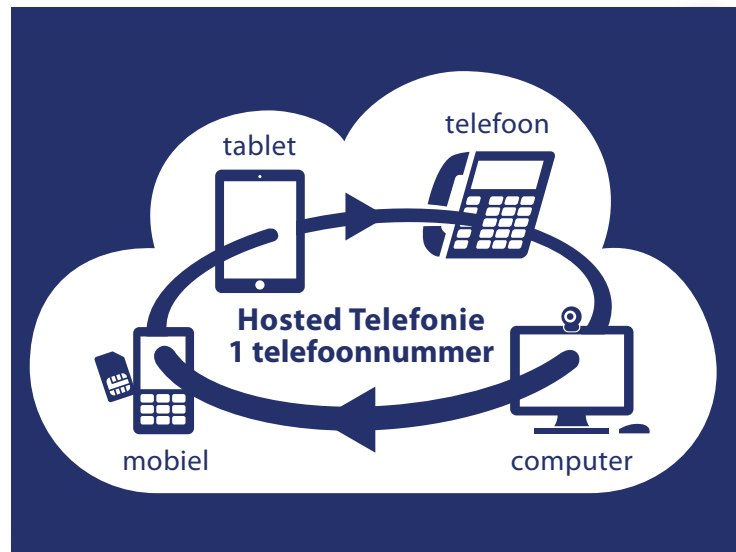 telefoon
tablet
Hosted Telefonie
1 telefoonnummer
mobiel
computer